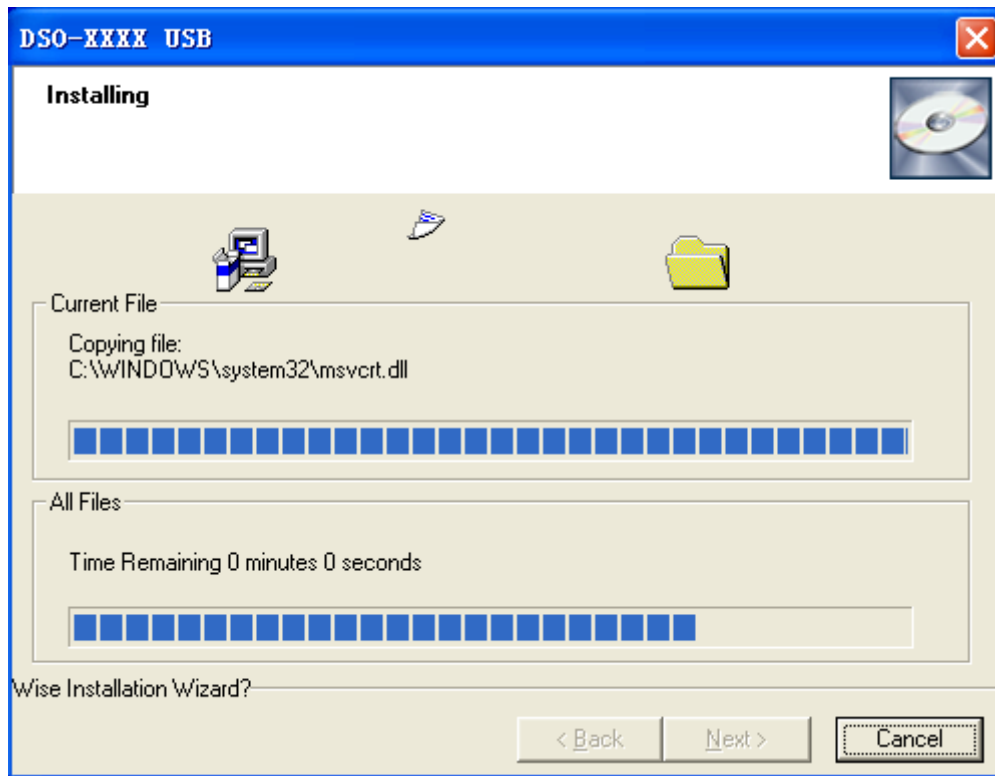 DSO-XXXX USB
Installing
Current File
Copying file:
C:\WINDOWS\system32\msvcrt.dll
All Files
Time Remaining 0 minutes 0 seconds
Wise Installation Wizard?
< Back
Next >
Cancel